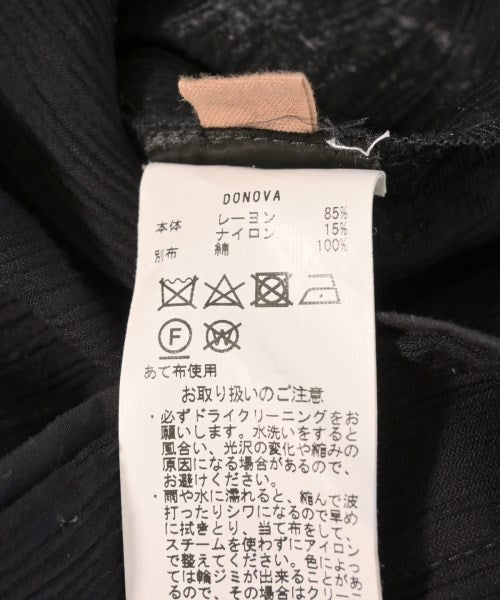 DONOVA
本体 レーヨン 85%
ナイロン 15%
別布 綿 100%
F W
あて布使用
お取り扱いのご注意
・必ずドライクリーニングをお
願いします。水洗いをすると
風合い、光沢の変化や縮みの
原因になる場合があるので、
お避けください。
・雨や水に濡れると、縮んで波
打ったりシワになるので早め
に拭きとり、当て布をして、
スチームを使わずにアイロン
で整えてください。色によっ
ては輪ジミが出来ることがあ
るので、その場合はクリーニ